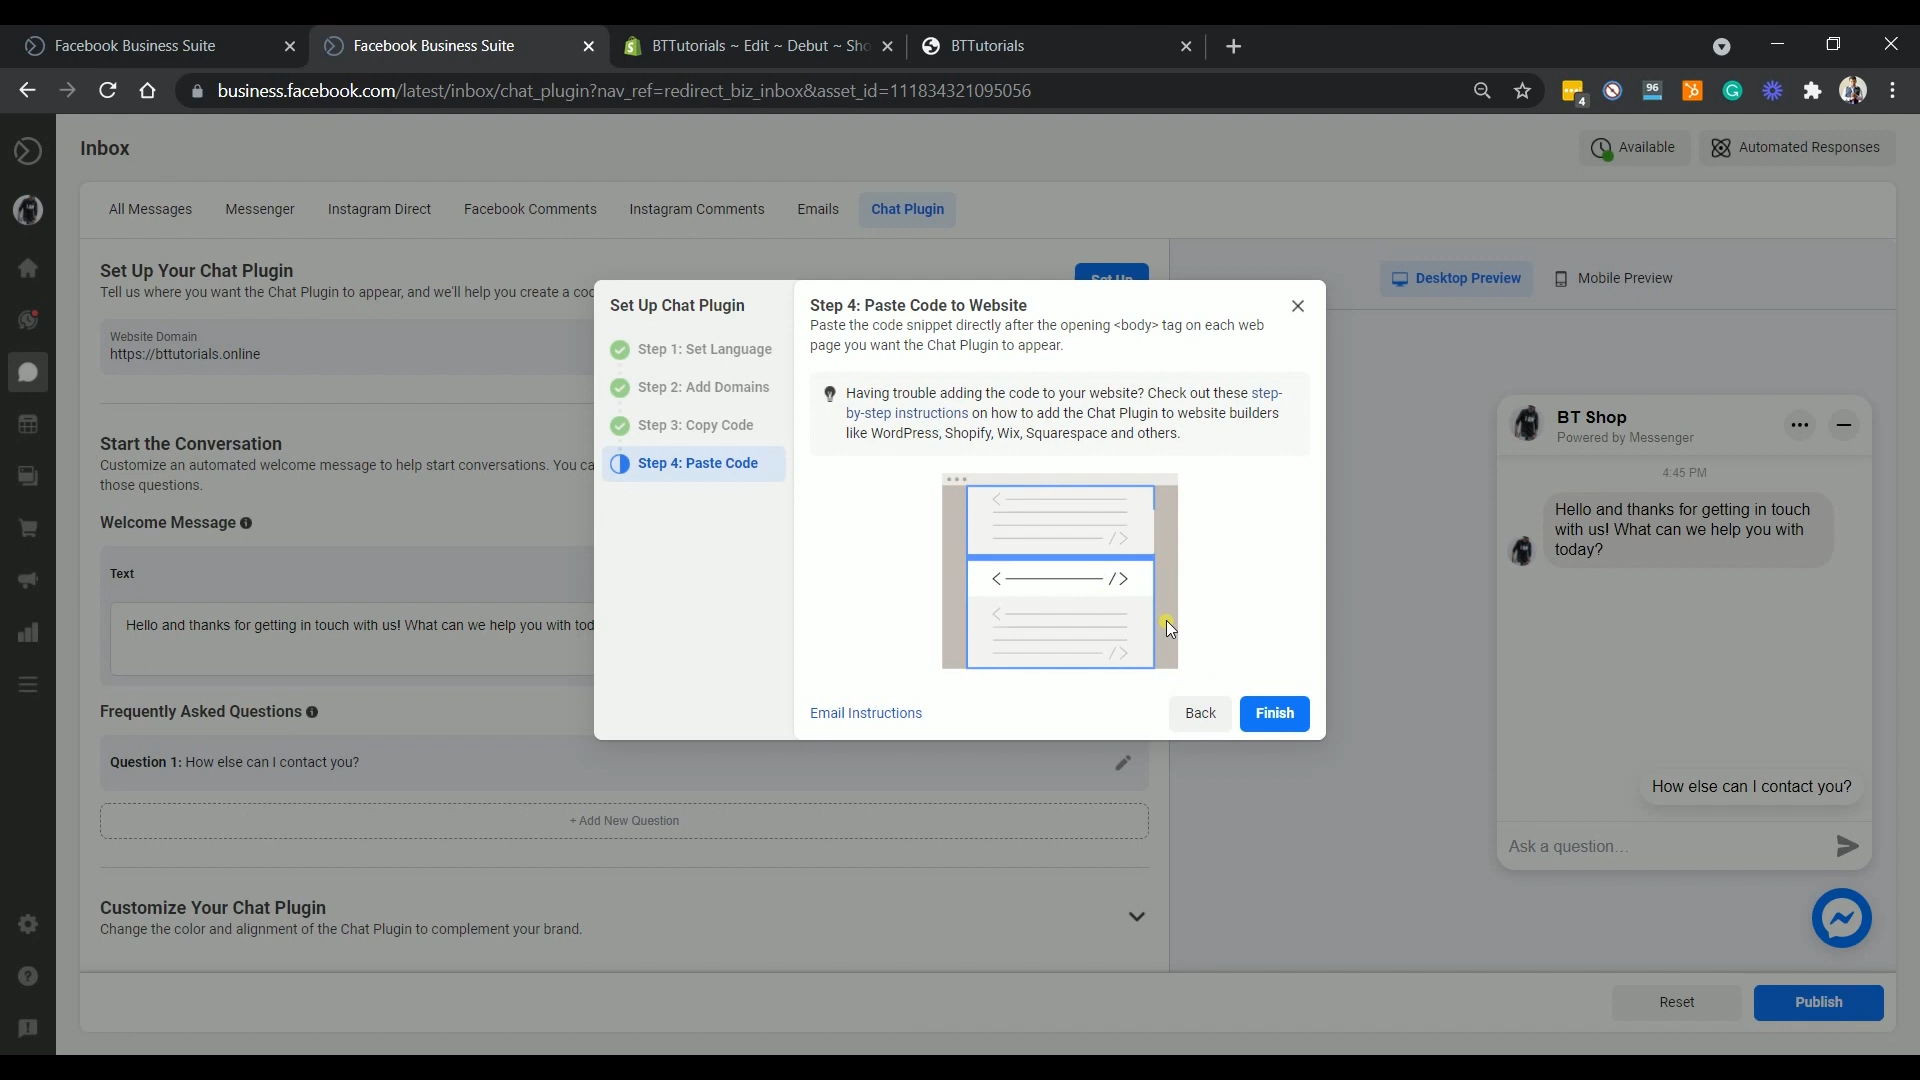 Facebook Business Suite
Facebook Business Suite
BTTutorials ~ Edit ~ Debut ~ Sho
BTTutorials
business.facebook.com/latest/inbox/chat_plugin?nav_ref=redirect_biz_inbox&asset_id=111834321095056
4
96
Inbox
Available
Automated Responses
All Messages
Messenger
Instagram Direct
Facebook Comments
Instagram Comments
Emails
Chat Plugin
Set Up Your Chat Plugin
Tell us where you want the Chat Plugin to appear, and we'll help you create a coc
Set Up
Website Domain
https://bttutorials.online
Start the Conversation
Customize an automated welcome message to help start conversations. You ca
those questions.
Welcome Message
Text
Hello and thanks for getting in touch with us! What can we help you with tod
Frequently Asked Questions
Question 1: How else can I contact you?
+ Add New Question
Customize Your Chat Plugin
Change the color and alignment of the Chat Plugin to complement your brand.
Set Up Chat Plugin
Step 1: Set Language
Step 2: Add Domains
Step 3: Copy Code
Step 4: Paste Code
Step 4: Paste Code to Website
Paste the code snippet directly after the opening <body> tag on each web
page you want the Chat Plugin to appear.
Having trouble adding the code to your website? Check out these step-
by-step instructions on how to add the Chat Plugin to website builders
like WordPress, Shopify, Wix, Squarespace and others.
Email Instructions
Back
Finish
Desktop Preview
Mobile Preview
BT Shop
Powered by Messenger
4:45 PM
Hello and thanks for getting in touch
with us! What can we help you with
today?
How else can I contact you?
Ask a question...
Reset
Publish